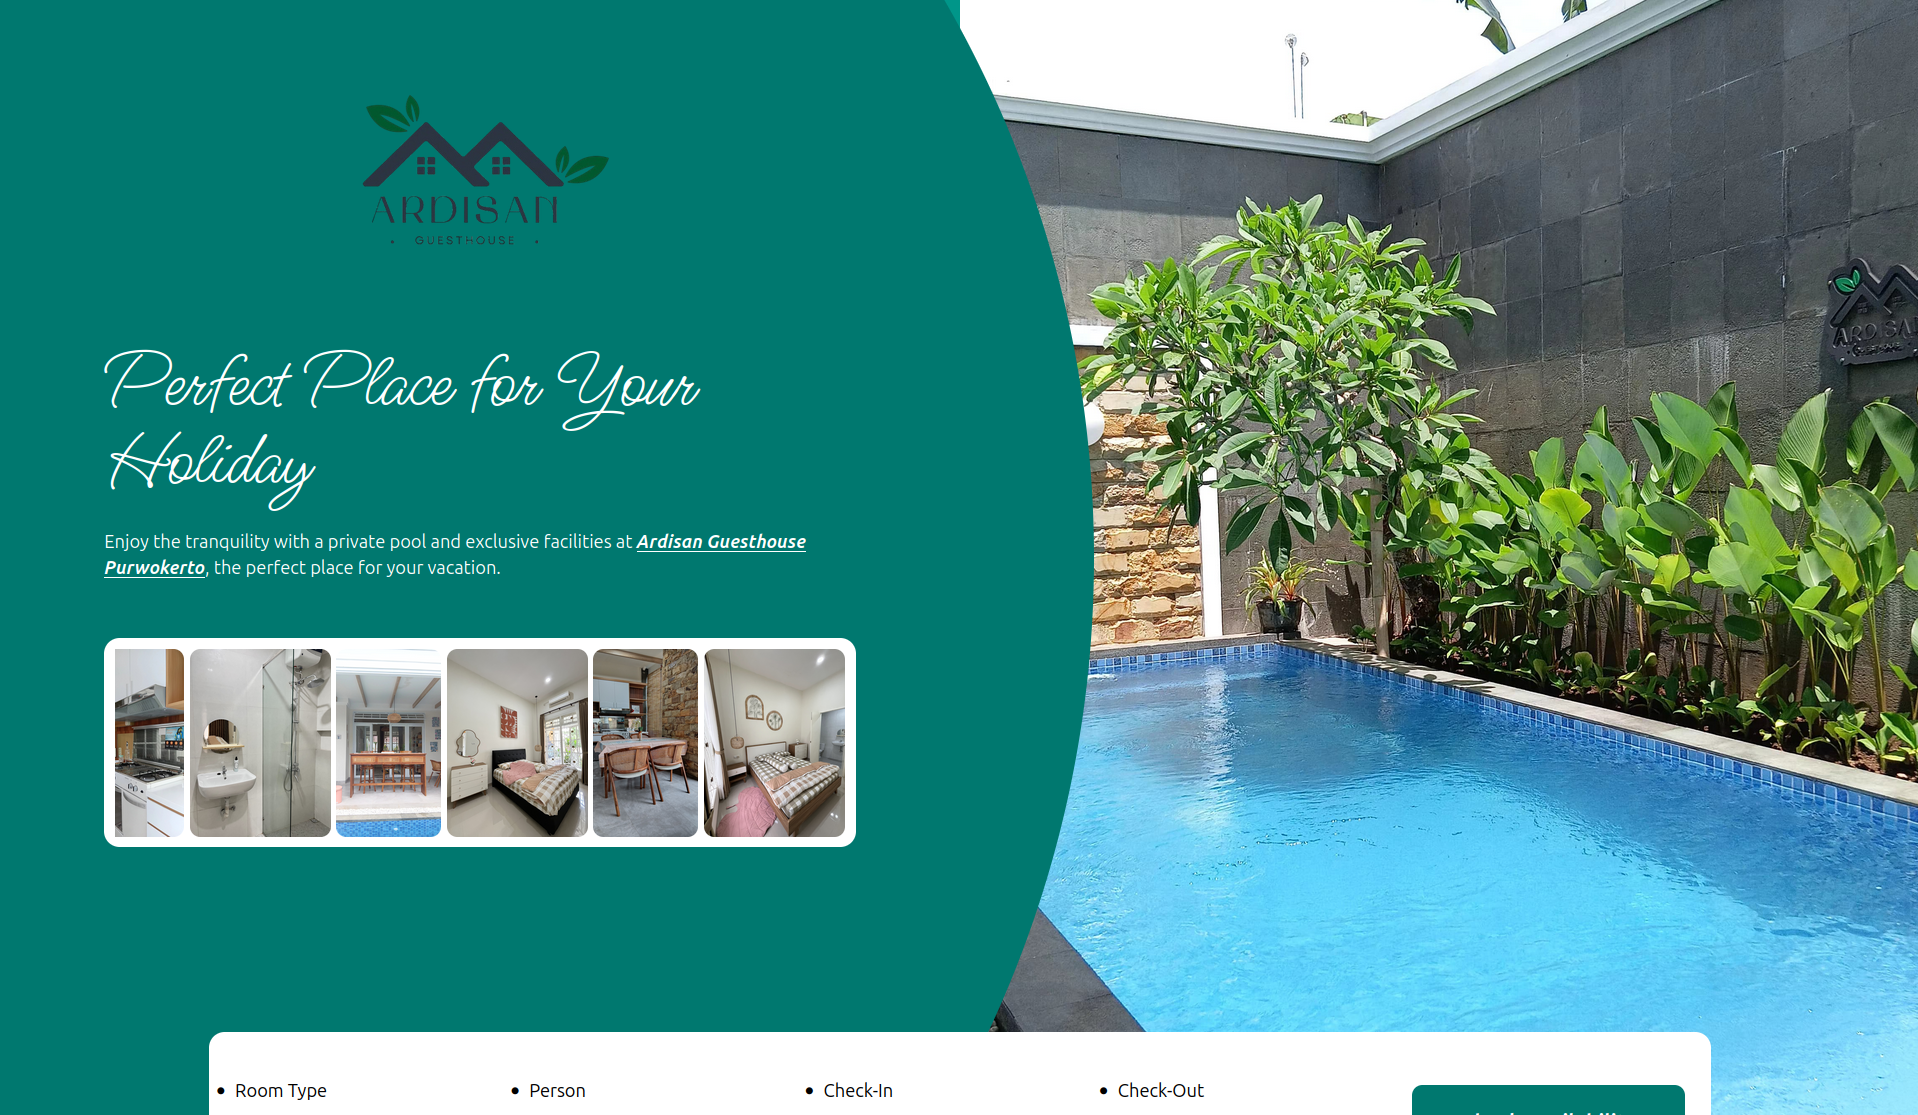 ARDISAN
GUESTHOUSE
Perfect Place for Your
Holiday
Enjoy the tranquility with a private pool and exclusive facilities at Ardisan Guesthouse
Purwokerto, the perfect place for your vacation.
ARDISAN
Guesthouse
• Room Type
• Person
• Check-In
• Check-Out